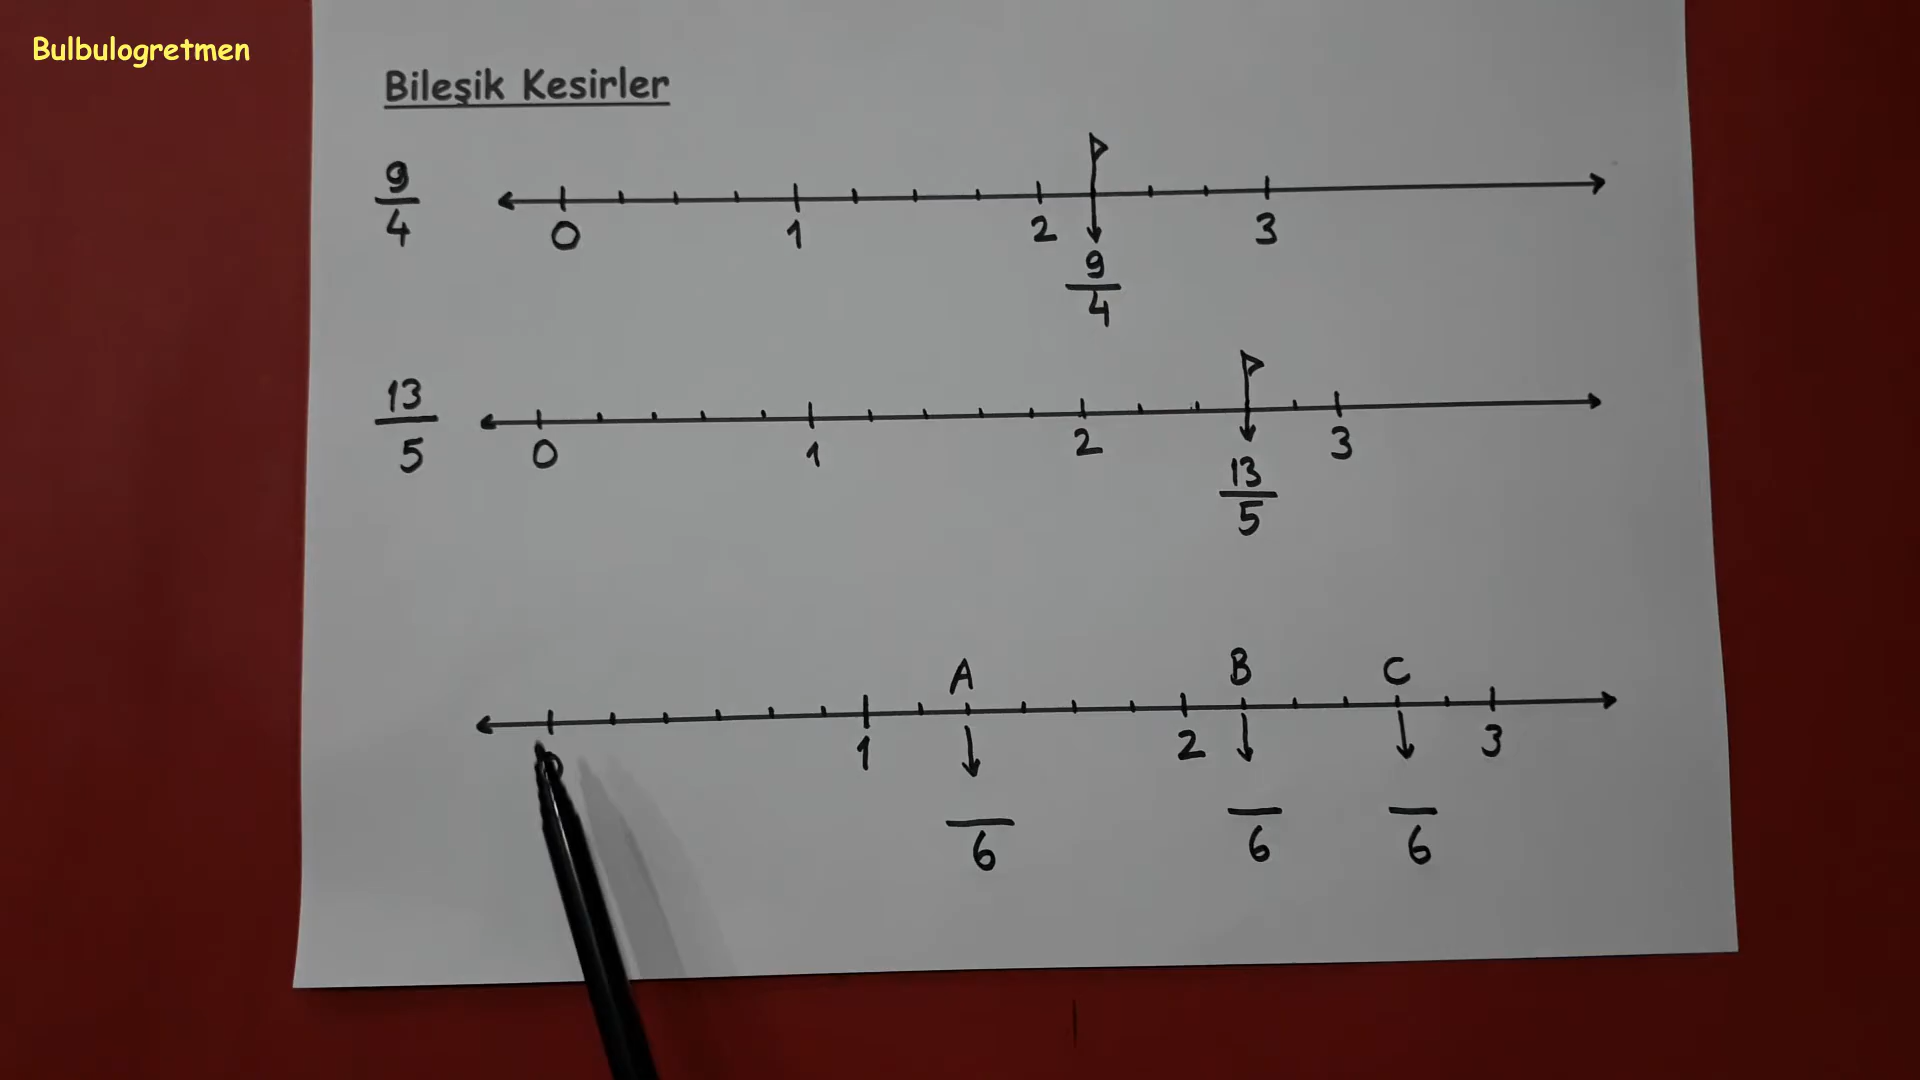 Bulbulogretmen
Bileşik Kesirler
9/4
0 1 2 3
9/4
13/5
0 1 2 3
13/5
A B C
1 2 3
/6 /6 /6